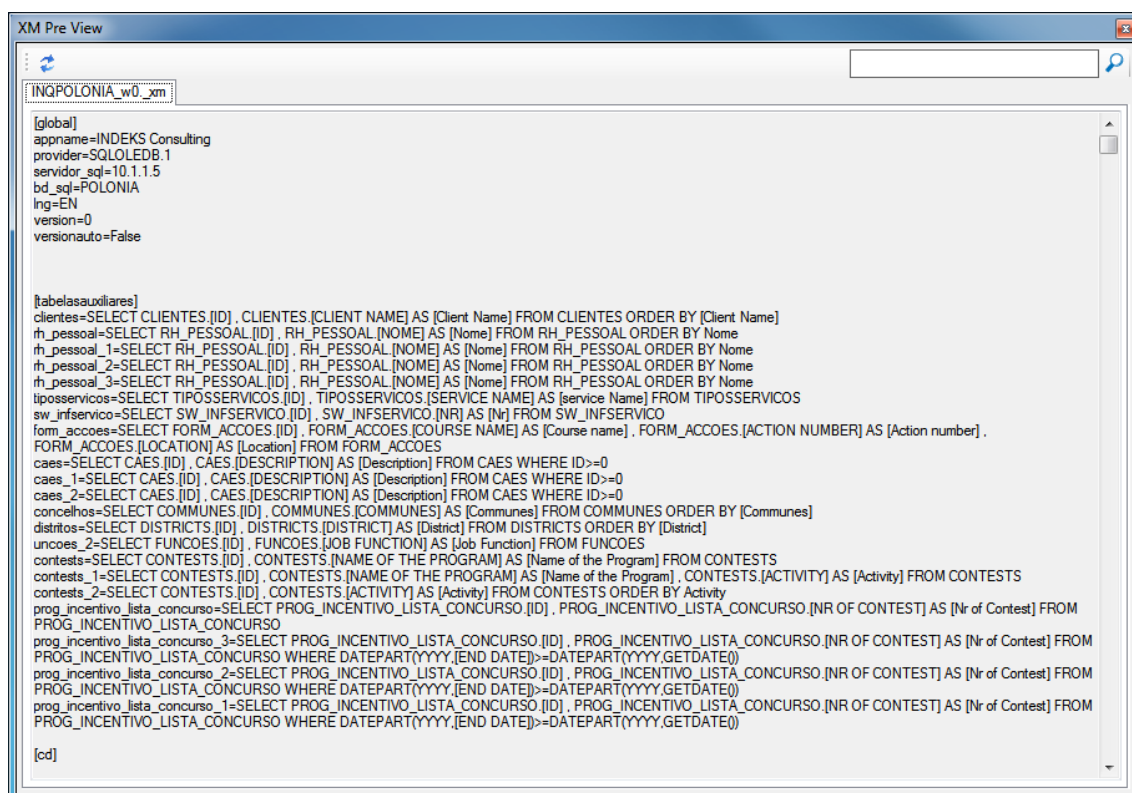 XM Pre View
INQPOLONIA_w0._xm
[global]
appname=INDEKS Consulting
provider=SQLOLEDB.1
servidor_sql=10.1.1.5
bd_sql=POLONIA
lng=EN
version=0
versionauto=False
[tabelasauxiliares]
clientes=SELECT CLIENTES.[ID] , CLIENTES.[CLIENT NAME] AS [Client Name] FROM CLIENTES ORDER BY [Client Name]
rh_pessoal=SELECT RH_PESSOAL.[ID] , RH_PESSOAL.[NOME] AS [Nome] FROM RH_PESSOAL ORDER BY Nome
rh_pessoal_1=SELECT RH_PESSOAL.[ID] , RH_PESSOAL.[NOME] AS [Nome] FROM RH_PESSOAL ORDER BY Nome
rh_pessoal_2=SELECT RH_PESSOAL.[ID] , RH_PESSOAL.[NOME] AS [Nome] FROM RH_PESSOAL ORDER BY Nome
rh_pessoal_3=SELECT RH_PESSOAL.[ID] , RH_PESSOAL.[NOME] AS [Nome] FROM RH_PESSOAL ORDER BY Nome
tiposservicos=SELECT TIPOSSERVICOS.[ID] , TIPOSSERVICOS.[SERVICE NAME] AS [service Name] FROM TIPOSSERVICOS
sw_infservico=SELECT SW_INFSERVICO.[ID] , SW_INFSERVICO.[NR] AS [Nr] FROM SW_INFSERVICO
form_accoes=SELECT FORM_ACCOES.[ID] , FORM_ACCOES.[COURSE NAME] AS [Course name] , FORM_ACCOES.[ACTION NUMBER] AS [Action number] ,
FORM_ACCOES.[LOCATION] AS [Location] FROM FORM_ACCOES
caes=SELECT CAES.[ID] , CAES.[DESCRIPTION] AS [Description] FROM CAES WHERE ID>=0
caes_1=SELECT CAES.[ID] , CAES.[DESCRIPTION] AS [Description] FROM CAES WHERE ID>=0
caes_2=SELECT CAES.[ID] , CAES.[DESCRIPTION] AS [Description] FROM CAES WHERE ID>=0
concelhos=SELECT COMMUNES.[ID] , COMMUNES.[COMMUNES] AS [Communes] FROM COMMUNES ORDER BY [Communes]
distritos=SELECT DISTRICTS.[ID] , DISTRICTS.[DISTRICT] AS [District] FROM DISTRICTS ORDER BY [District]
uncoes_2=SELECT FUNCOES.[ID] , FUNCOES.[JOB FUNCTION] AS [Job Function] FROM FUNCOES
contests=SELECT CONTESTS.[ID] , CONTESTS.[NAME OF THE PROGRAM] AS [Name of the Program] FROM CONTESTS
contests_1=SELECT CONTESTS.[ID] , CONTESTS.[NAME OF THE PROGRAM] AS [Name of the Program] , CONTESTS.[ACTIVITY] AS [Activity] FROM CONTESTS
contests_2=SELECT CONTESTS.[ID] , CONTESTS.[ACTIVITY] AS [Activity] FROM CONTESTS ORDER BY Activity
prog_incentivo_lista_concurso=SELECT PROG_INCENTIVO_LISTA_CONCURSO.[ID] , PROG_INCENTIVO_LISTA_CONCURSO.[NR OF CONTEST] AS [Nr of Contest] FROM
PROG_INCENTIVO_LISTA_CONCURSO
prog_incentivo_lista_concurso_3=SELECT PROG_INCENTIVO_LISTA_CONCURSO.[ID] , PROG_INCENTIVO_LISTA_CONCURSO.[NR OF CONTEST] AS [Nr of Contest] FROM
PROG_INCENTIVO_LISTA_CONCURSO WHERE DATEPART(YYYY,[END DATE])>=DATEPART(YYYY,GETDATE())
prog_incentivo_lista_concurso_2=SELECT PROG_INCENTIVO_LISTA_CONCURSO.[ID] , PROG_INCENTIVO_LISTA_CONCURSO.[NR OF CONTEST] AS [Nr of Contest] FROM
PROG_INCENTIVO_LISTA_CONCURSO WHERE DATEPART(YYYY,[END DATE])>=DATEPART(YYYY,GETDATE())
prog_incentivo_lista_concurso_1=SELECT PROG_INCENTIVO_LISTA_CONCURSO.[ID] , PROG_INCENTIVO_LISTA_CONCURSO.[NR OF CONTEST] AS [Nr of Contest] FROM
PROG_INCENTIVO_LISTA_CONCURSO WHERE DATEPART(YYYY,[END DATE])>=DATEPART(YYYY,GETDATE())
[cd]